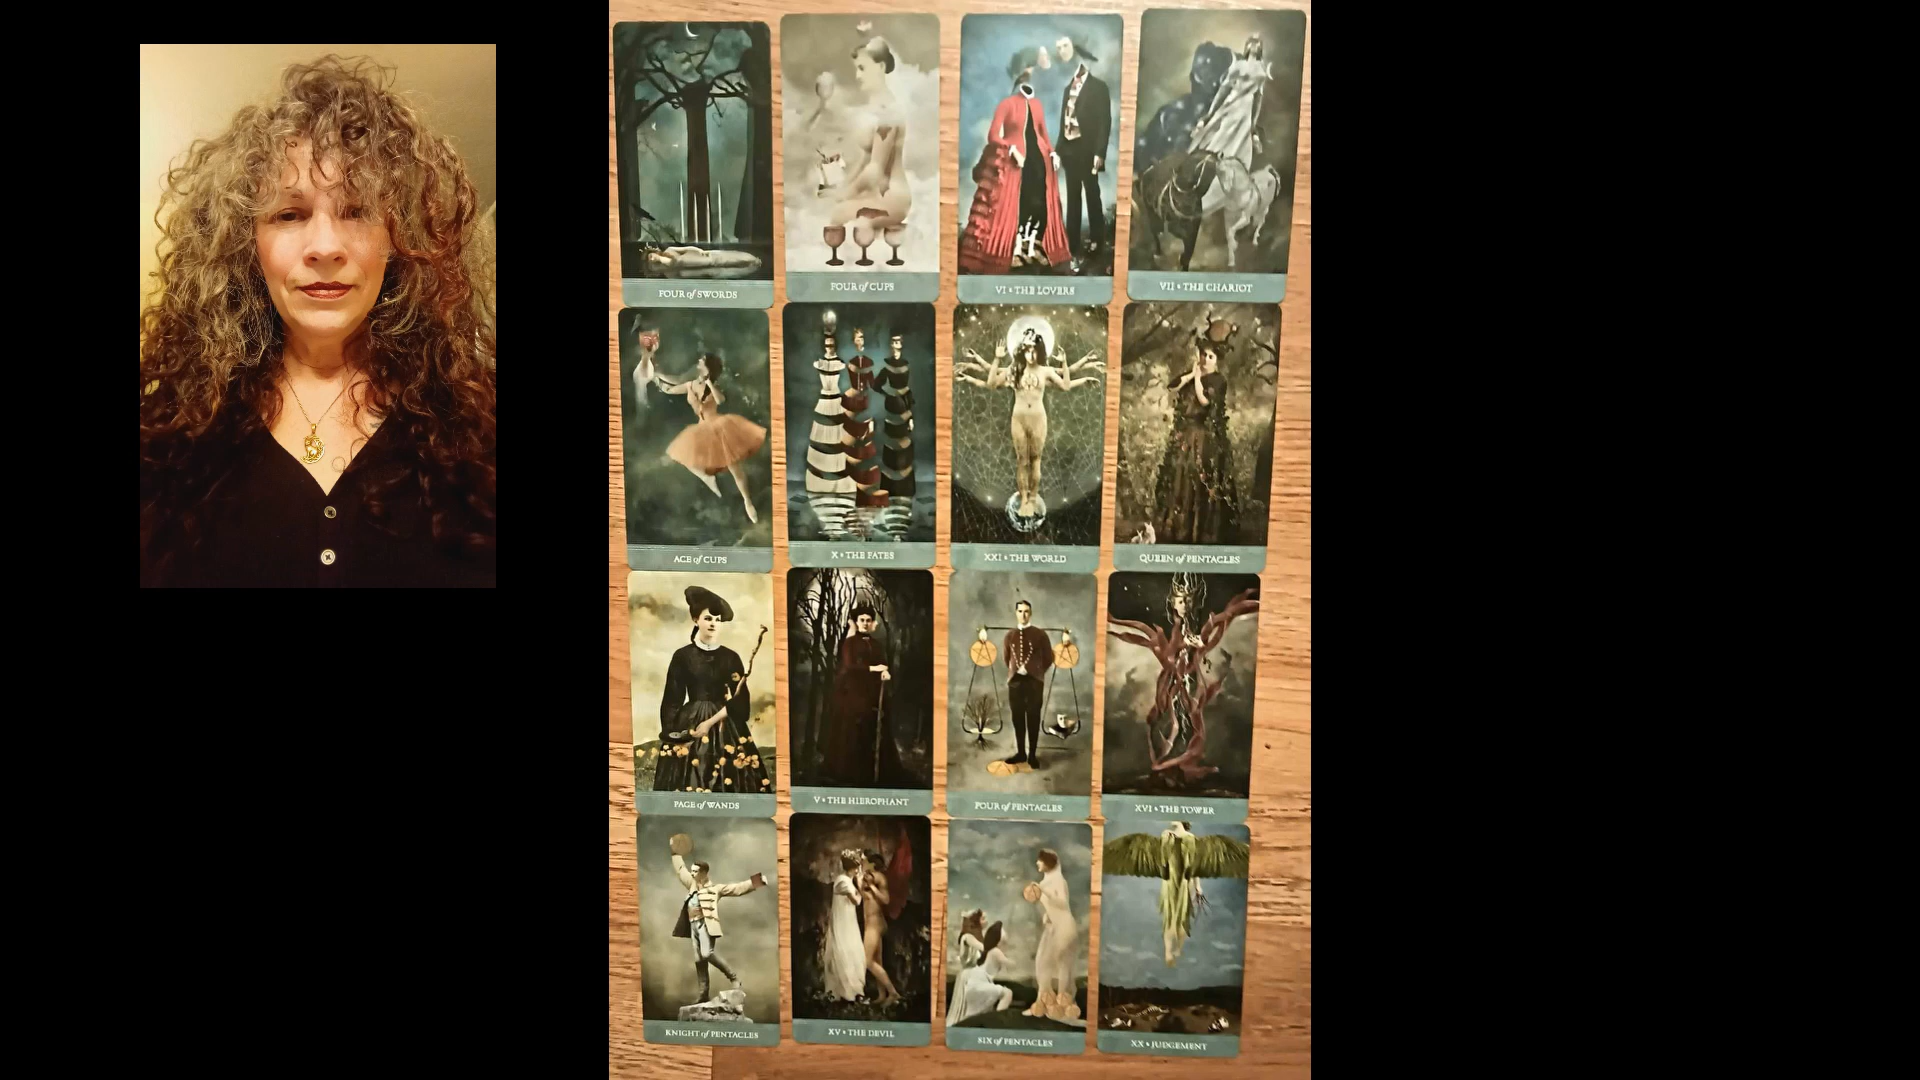 FOUR of SWORDS
FOUR of CUPS
VI • THE LOVERS
VII • THE CHARIOT
ACE of CUPS
X • THE FATES
XXI • THE WORLD
QUEEN of PENTACLES
PAGE of WANDS
V • THE HIEROPHANT
FOUR of PENTACLES
XVI • THE TOWER
KNIGHT of PENTACLES
XV • THE DEVIL
SIX of PENTACLES
XX • JUDGEMENT